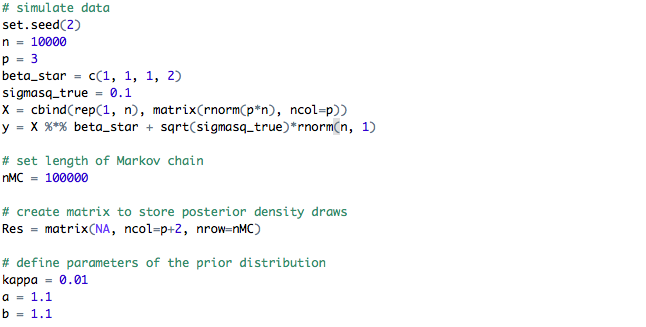 # simulate data
set.seed(2)
n = 10000
p = 3
beta_star = c(1, 1, 1, 2)
sigmasq_true = 0.1
X = cbind(rep(1, n), matrix(rnorm(p*n), ncol=p))
y = X %*% beta_star + sqrt(sigmasq_true)*rnorm(n, 1)
# set length of Markov chain
nMC = 100000
# create matrix to store posterior density draws
Res = matrix(NA, ncol=p+2, nrow=nMC)
# define parameters of the prior distribution
kappa = 0.01
a = 1.1
b = 1.1